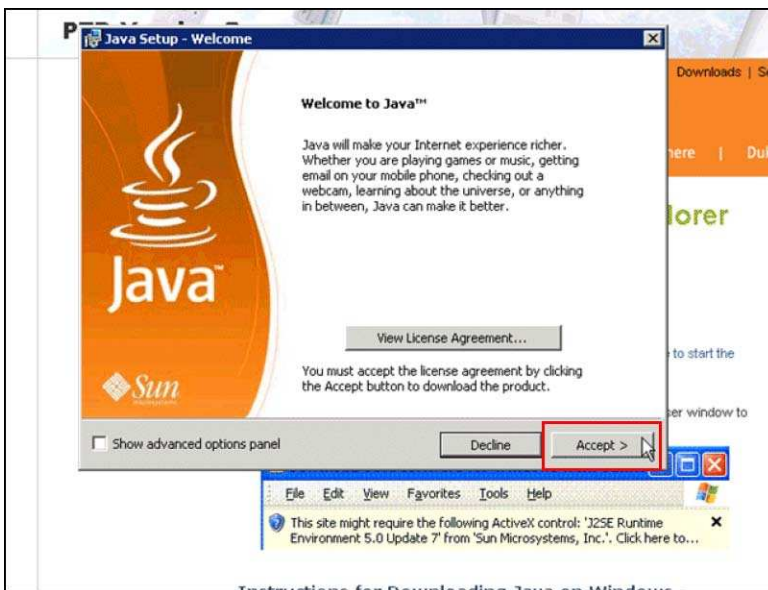 Java Setup - Welcome
Downloads |
Welcome to Java™
Java will make your Internet experience richer.
Whether you are playing games or music, getting
email on your mobile phone, checking out a
webcam, learning about the universe, or anything
in between, Java can make it better.
Java™
Sun
View License Agreement...
You must accept the license agreement by clicking
the Accept button to download the product.
to start the
window to
Show advanced options panel
Decline
Accept >
File Edit View Favorites Tools Help
This site might require the following ActiveX control: 'J2SE Runtime
Environment 5.0 Update 7' from 'Sun Microsystems, Inc.'. Click here to...
Instructions for Downloading Java on Windows